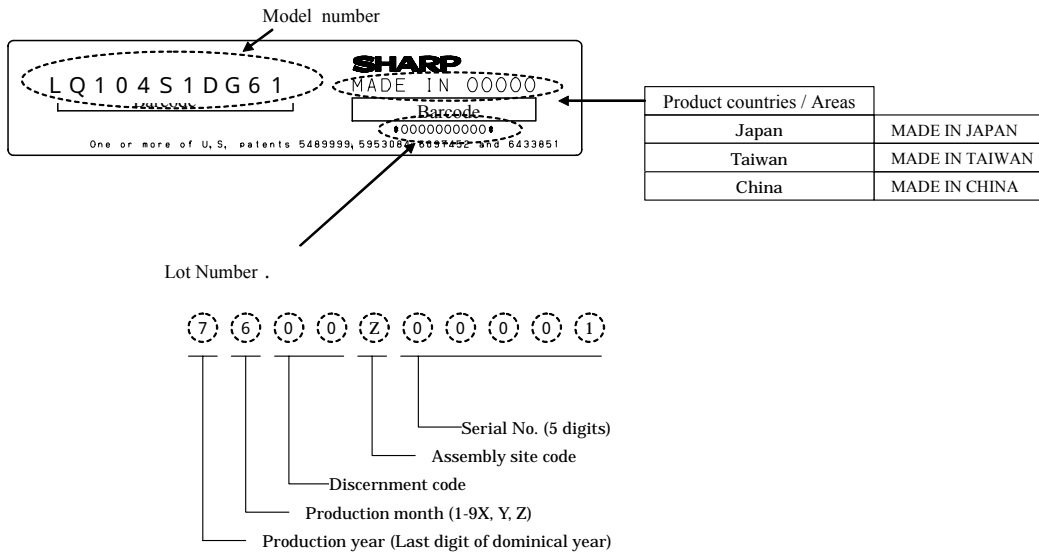 Model number
SHARP
LQ104S1DG61
MADE IN 00000
Barcode
*0000000000*
One or more of U,S, patents 5489999, and 6433851
Product countries / Areas
Japan MADE IN JAPAN
Taiwan MADE IN TAIWAN
China MADE IN CHINA
Lot Number .
7 6 0 0 Z 0 0 0 0 1
Serial No. (5 digits)
Assembly site code
Discernment code
Production month (1-9X, Y, Z)
Production year (Last digit of dominical year)